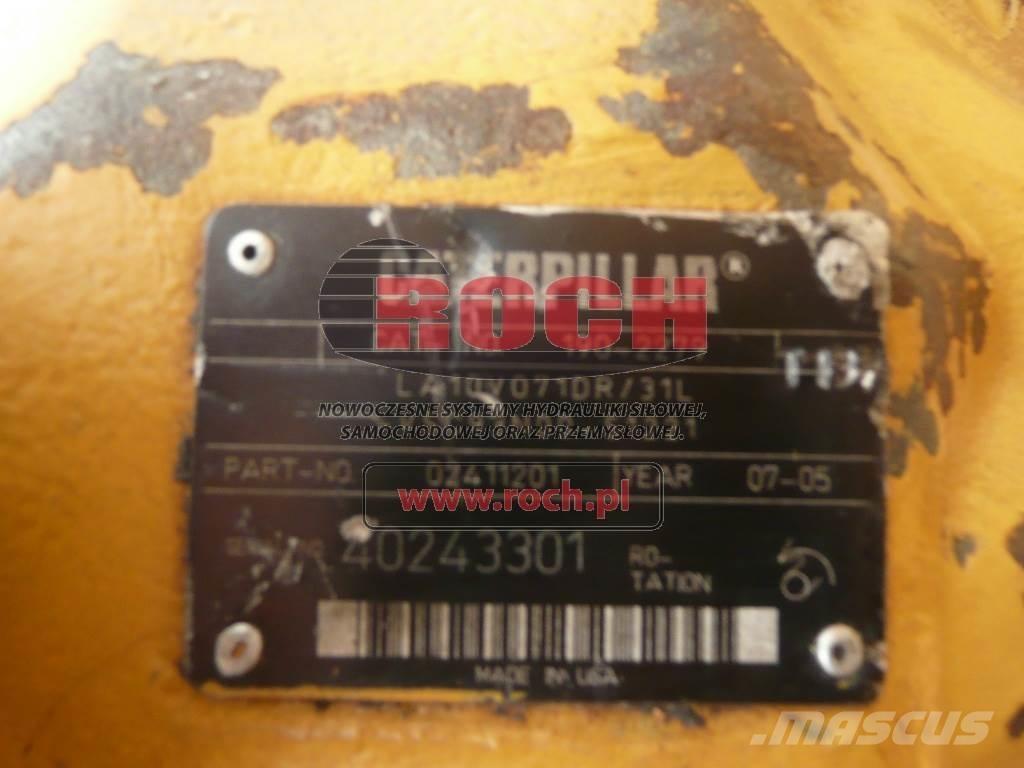 CATERPILLAR®
ROCH
LA10VO71DR/31L
NOWOCZESNE SYSTEMY HYDRAULIKI SIŁOWEJ,
SAMOCHODOWEJ ORAZ PRZEMYSŁOWEJ.
PART-NO. 02411201 YEAR 07-05
www.roch.pl
40243301 RO-
TATION
MADE IN USA
MASCUS